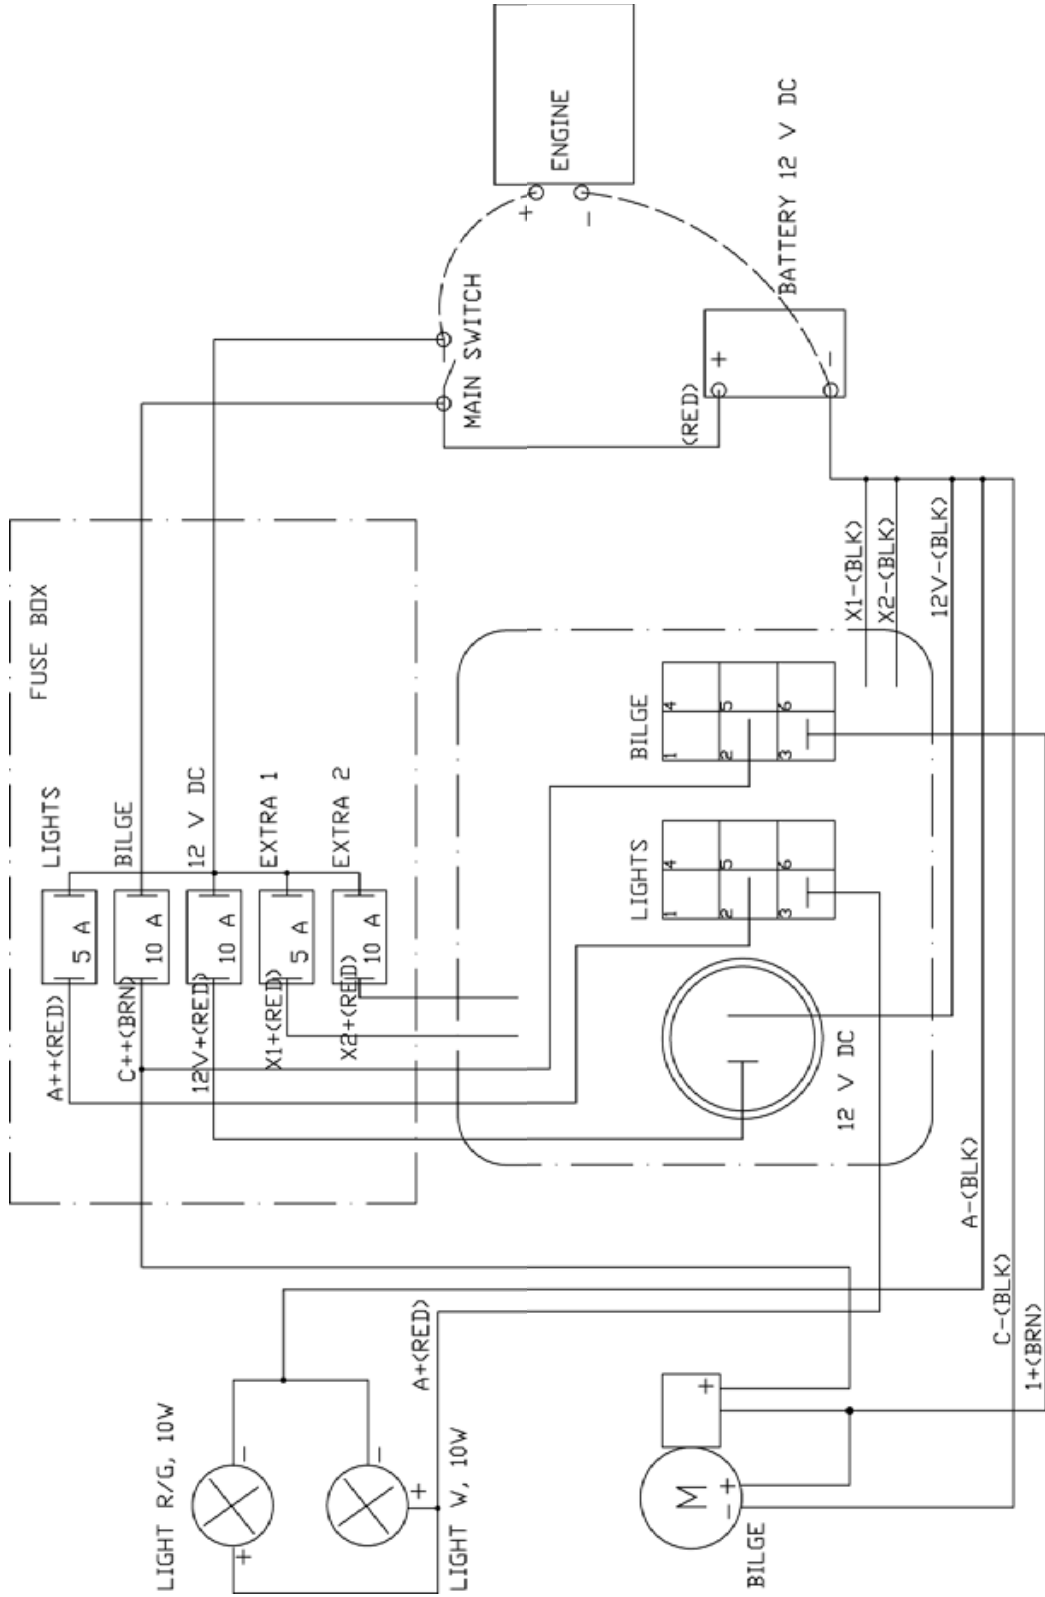 FUSE BOX
LIGHTS
BILGE
12 V DC
EXTRA 1
EXTRA 2
5 A
10 A
10 A
5 A
10 A
A++(RED)
C++(BRN)
12V+(RED)
X1+(RED)
X2+(RED)
ENGINE
+
-
MAIN SWITCH
BATTERY 12 V DC
+
-
(RED)
BILGE
1
2
3
4
5
6
LIGHTS
1
2
3
4
5
6
12 V DC
X1-(BLK)
X2-(BLK)
12V-(BLK)
A-(BLK)
C-(BLK)
1+(BRN)
A+(RED)
LIGHT R/G, 10W
+
-
LIGHT W, 10W
+
-
BILGE
M
-+
+